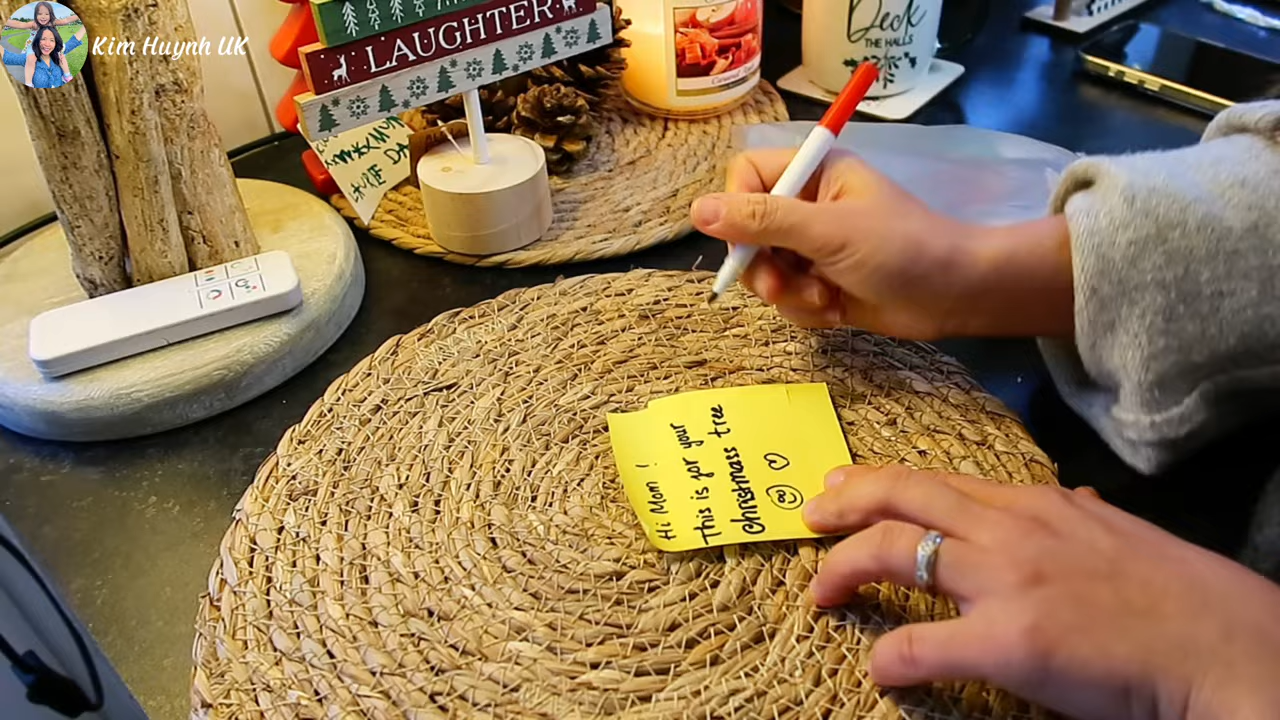 Kim Huynh UK
LAUGHTER
Deck
THE HALLS
Hi Mom !
This is for your
Christmass tree